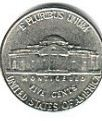 E PLURIBUS UNUM
MONTICELLO
FIVE CENTS
UNITED STATES OF AMERICA